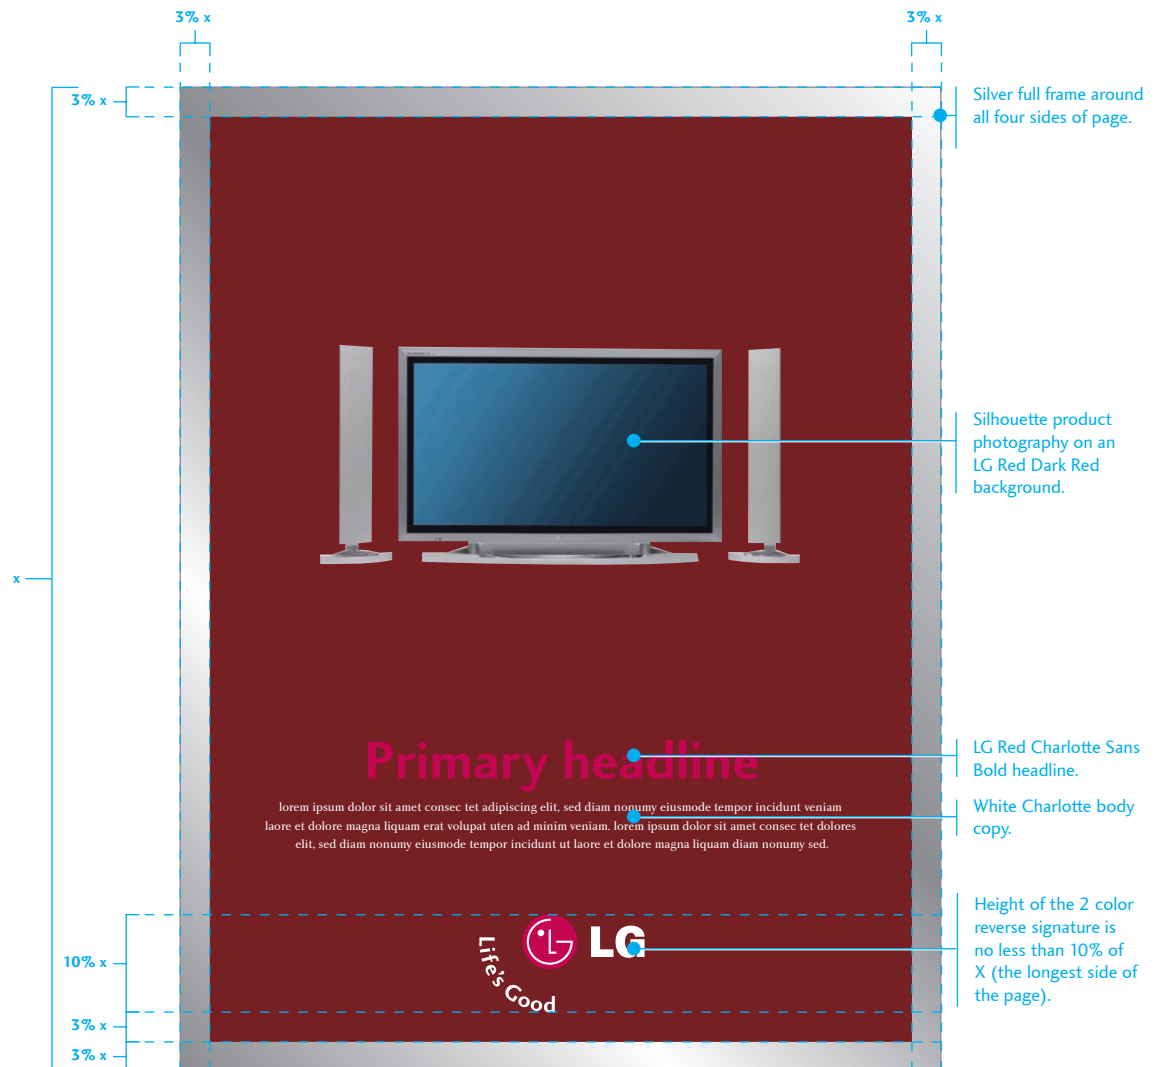 3% x
3% x
3% x
Silver full frame around
all four sides of page.
Silhouette product
photography on an
LG Red Dark Red
background.
x
Primary headline
LG Red Charlotte Sans
Bold headline.
lorem ipsum dolor sit amet consec tet adipiscing elit, sed diam nonumy eiusmode tempor incidunt veniam
laore et dolore magna liquam erat volupat uten ad minim veniam. lorem ipsum dolor sit amet consec tet dolores
elit, sed diam nonumy eiusmode tempor incidunt ut laore et dolore magna liquam diam nonumy sed.
White Charlotte body
copy.
Height of the 2 color
reverse signature is
no less than 10% of
X (the longest side of
the page).
LG
LG
Life's Good
10% x
3% x
3% x